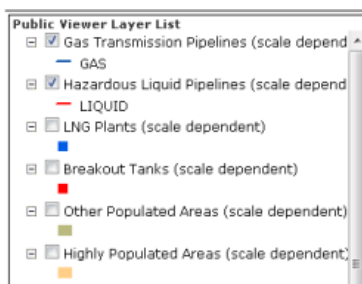 Public Viewer Layer List
Gas Transmission Pipelines (scale depend
GAS
Hazardous Liquid Pipelines (scale depend
LIQUID
LNG Plants (scale dependent)
Breakout Tanks (scale dependent)
Other Populated Areas (scale dependent)
Highly Populated Areas (scale dependent)